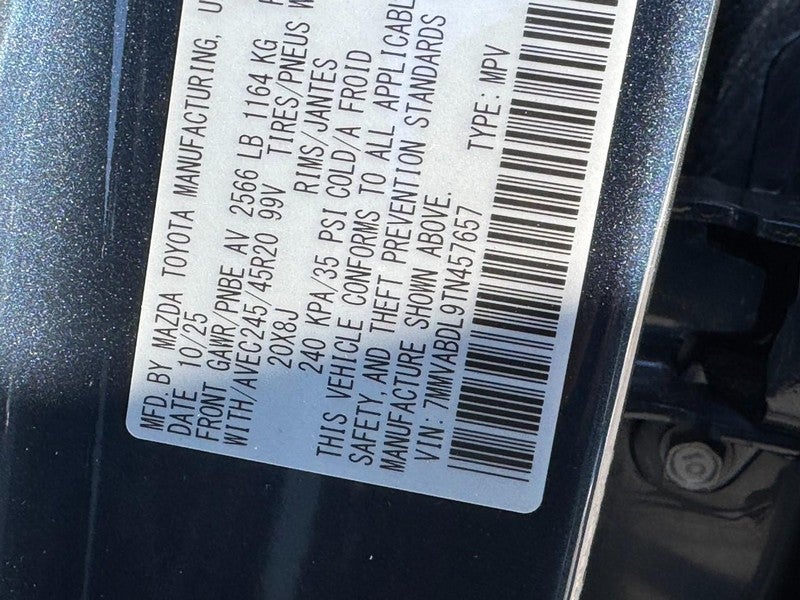 MFD. BY MAZDA TOYOTA MANUFACTURING, U
DATE 10/25
FRONT GAWR/PNBE AV 2566 LB 1164 KG
WITH/AVEC245/45R20 99V TIRES/PNEUS
20X8J RIMS/JANTES
240 KPA/35 PSI COLD/A FROID
THIS VEHICLE CONFORMS TO ALL APPLICABL
SAFETY,AND THEFT PREVENTION STANDARDS
MANUFACTURE SHOWN ABOVE.
VIN: 7MMVABDL9TN457657 TYPE: MPV
10